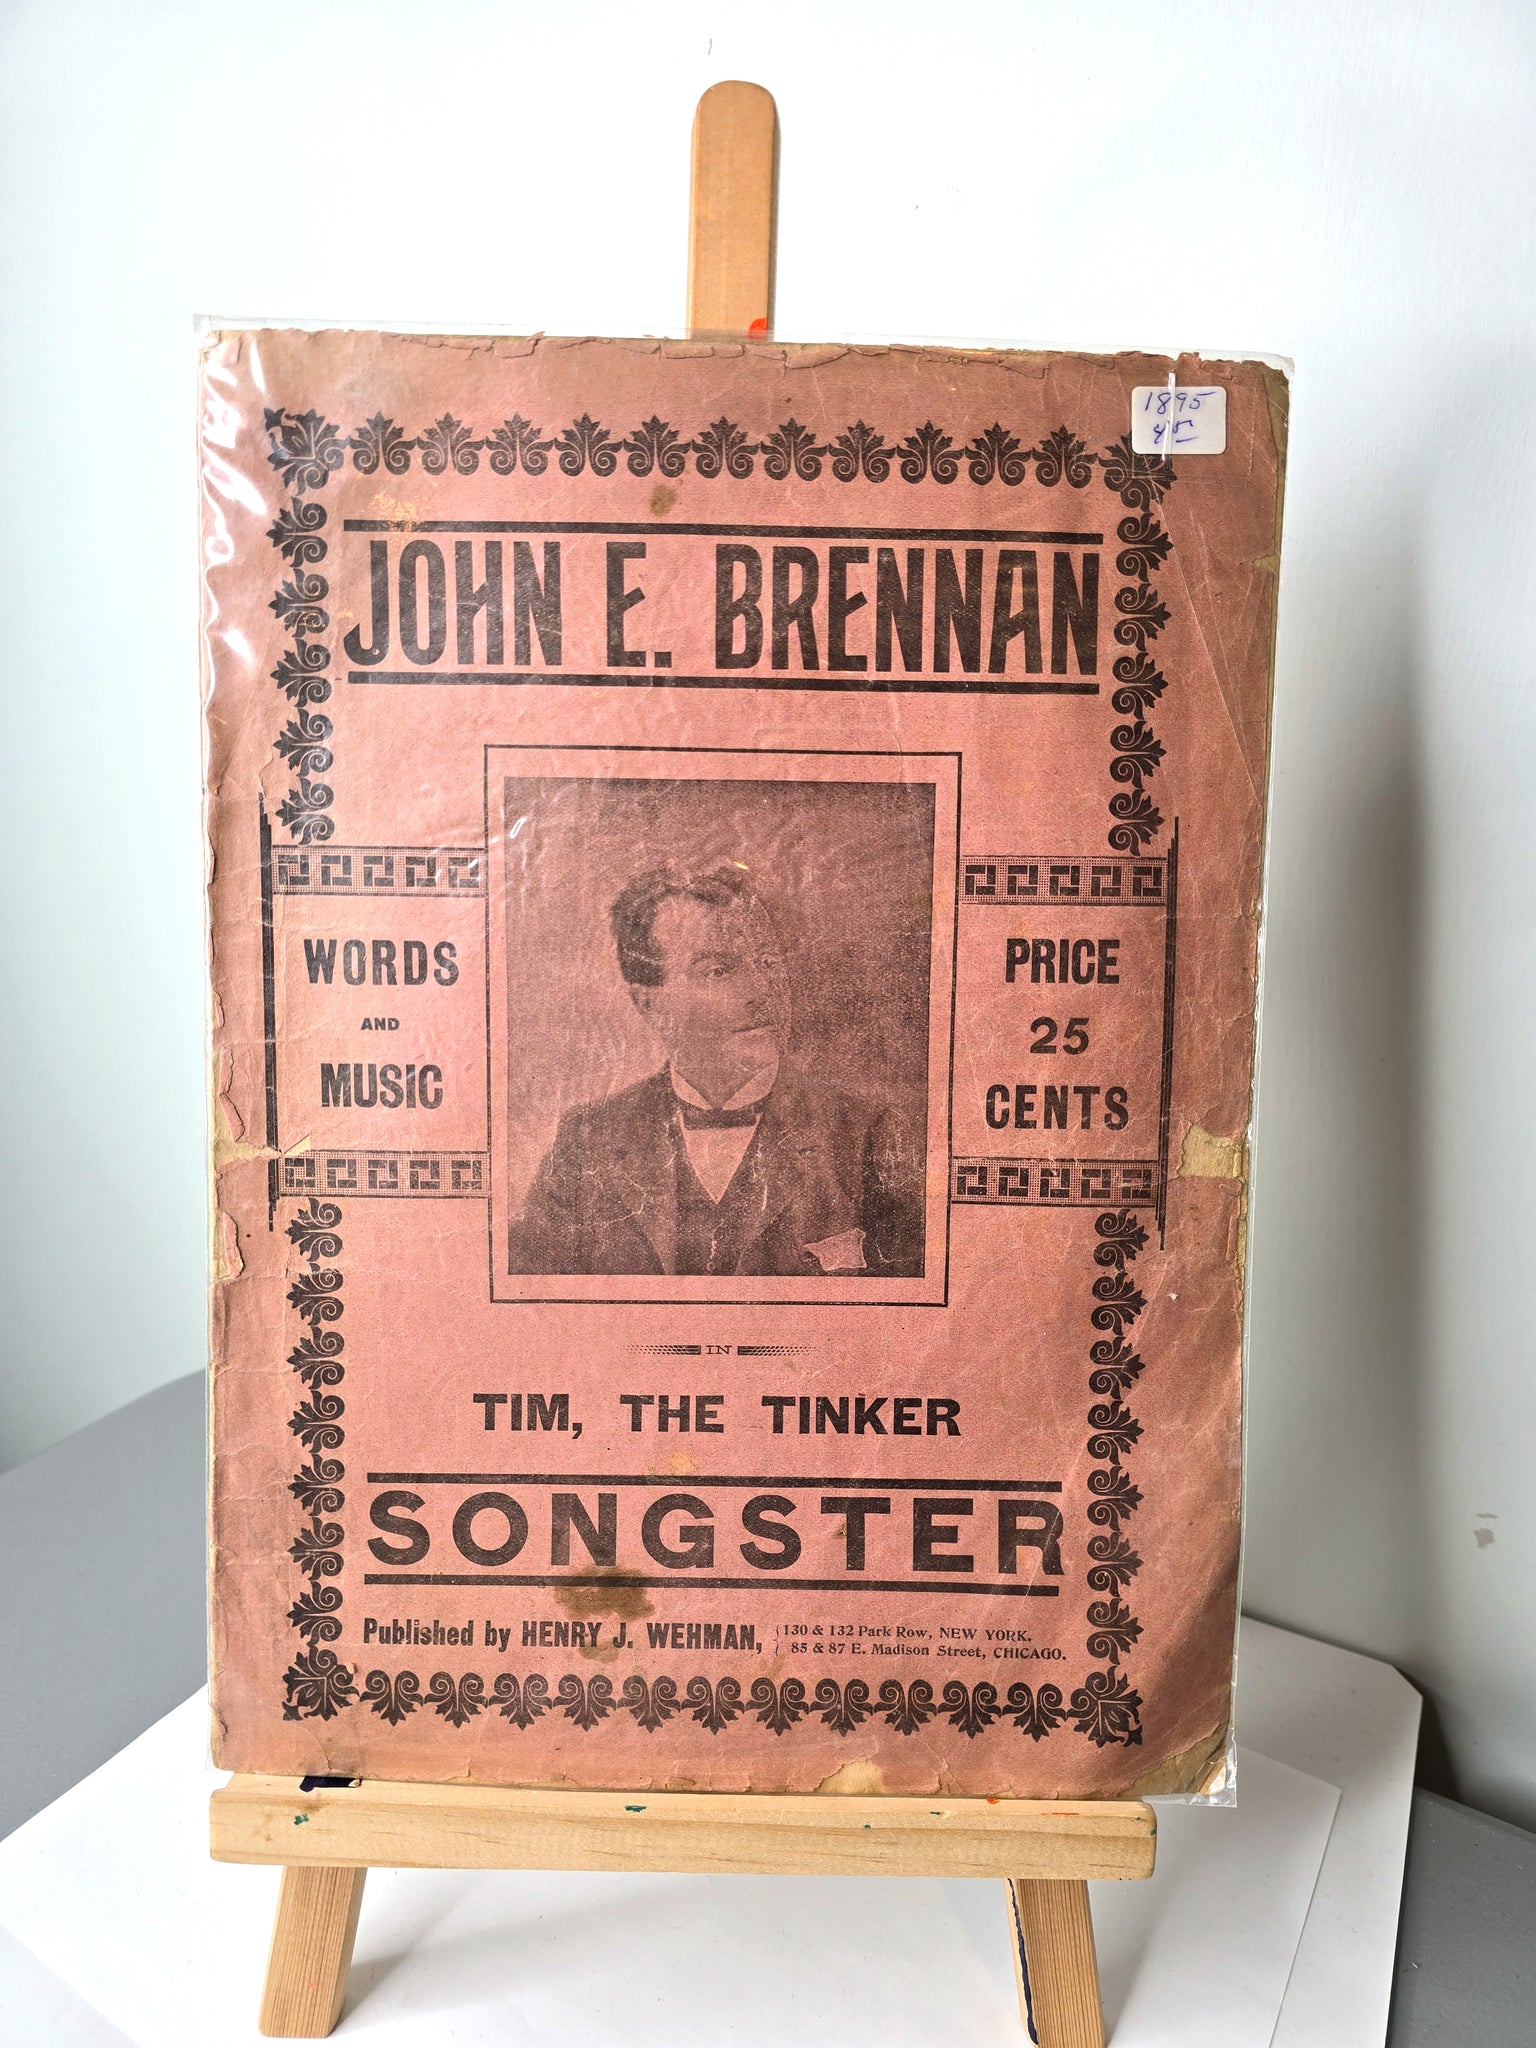 1895
45
JOHN E. BRENNAN
WORDS
AND
MUSIC
PRICE
25
CENTS
IN
TIM, THE TINKER
SONGSTER
Published by HENRY J. WEHMAN, { 130 & 132 Park Row, NEW YORK.
85 & 87 E. Madison Street, CHICAGO.